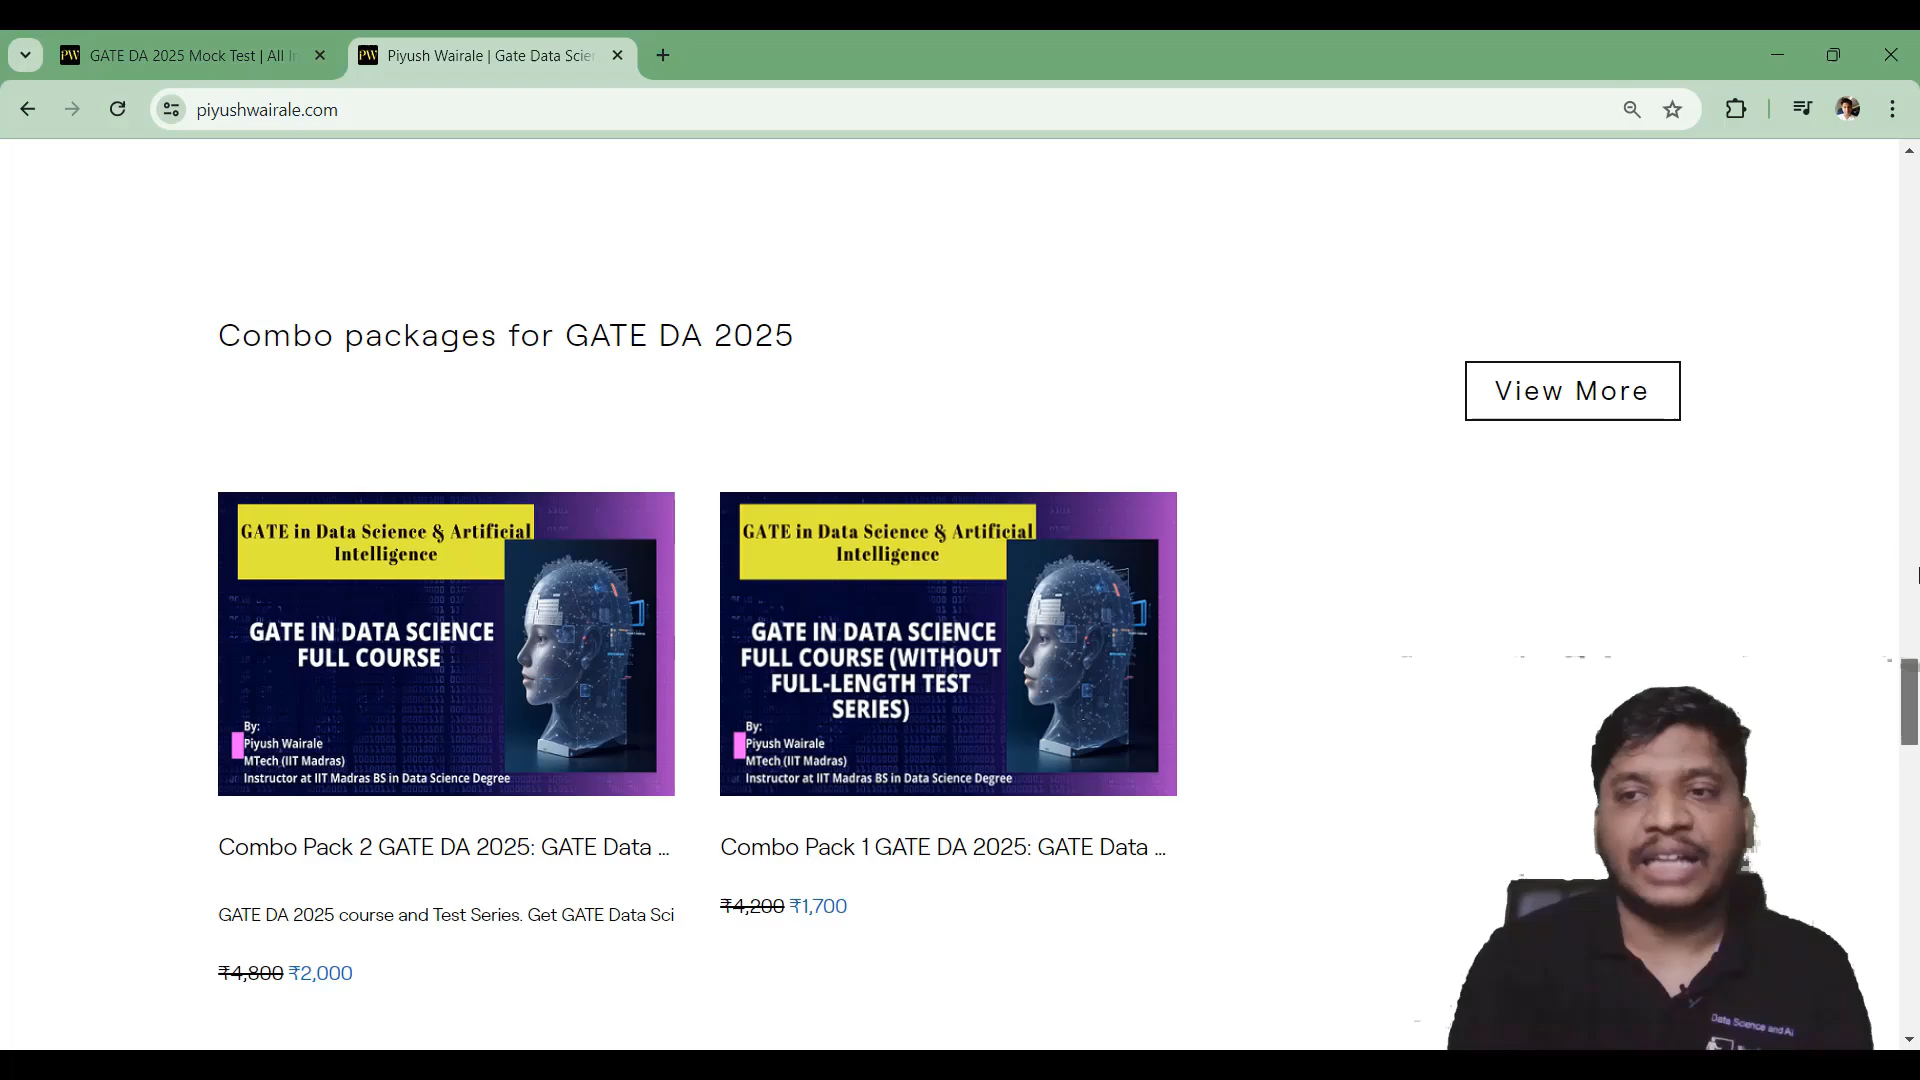 GATE DA 2025 Mock Test | All In
Piyush Wairale | Gate Data Scien
piyushwairale.com
Combo packages for GATE DA 2025
View More
GATE in Data Science & Artificial
Intelligence
GATE IN DATA SCIENCE
FULL COURSE
By:
Piyush Wairale
MTech (IIT Madras)
Instructor at IIT Madras BS in Data Science Degree
GATE in Data Science & Artificial
Intelligence
GATE IN DATA SCIENCE
FULL COURSE (WITHOUT
FULL-LENGTH TEST
SERIES)
By:
Piyush Wairale
MTech (IIT Madras)
Instructor at IIT Madras BS in Data Science Degree
Combo Pack 2 GATE DA 2025: GATE Data ...
GATE DA 2025 course and Test Series. Get GATE Data Sci
₹4,800 ₹2,000
Combo Pack 1 GATE DA 2025: GATE Data ...
₹4,200 ₹1,700
Data Science and AI